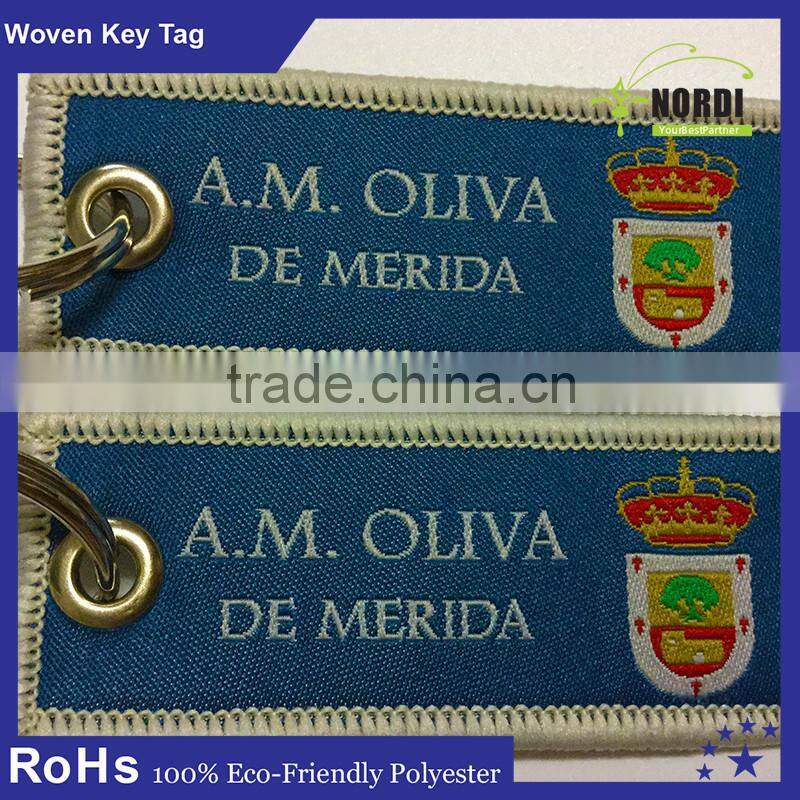 Woven Key Tag
NORDI
YourBestPartner
A.M. OLIVA
DE MERIDA
trade.china.cn
A.M. OLIVA
DE MERIDA
RoHs 100% Eco-Friendly Polyester